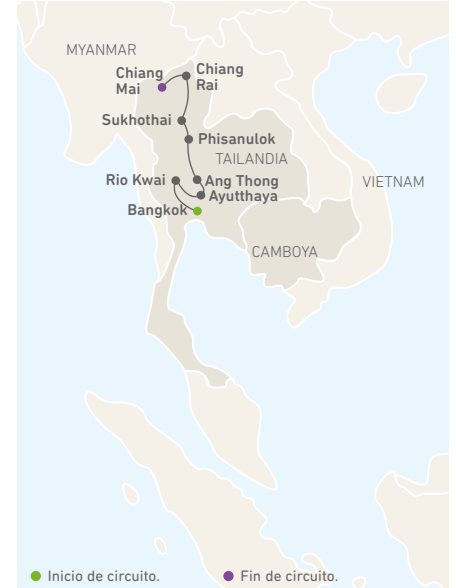 MYANMAR
Chiang
Mai
Chiang
Rai
Sukhothai
Phisanulok
TAILANDIA
Rio Kwai
Ang Thong
Ayutthaya
VIETNAM
Bangkok
CAMBOYA
Inicio de circuito.
Fin de circuito.